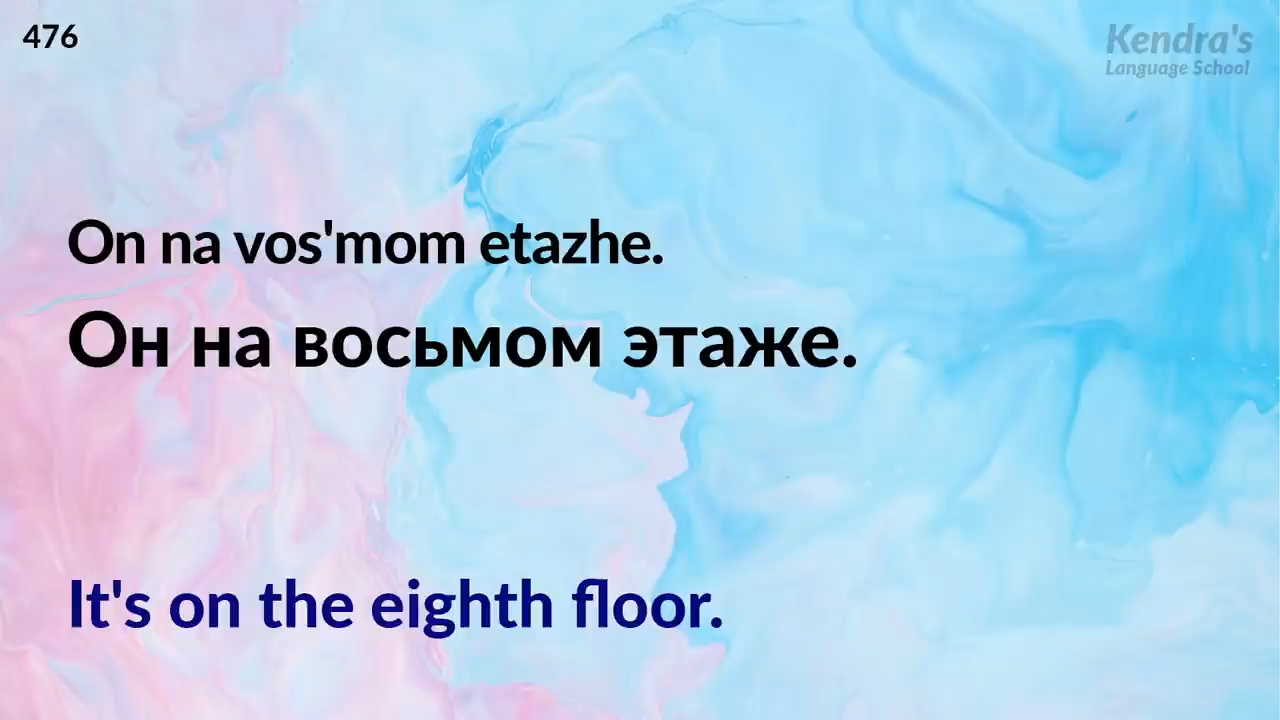 476
Kendra's
Language School
On na vos'mom etazhe.
Он на восьмом этаже.
It's on the eighth floor.